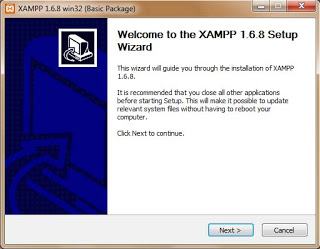 XAMPP 1.6.8 win32 (Basic Package)
Welcome to the XAMPP 1.6.8 Setup
Wizard
This wizard will guide you through the installation of XAMPP
1.6.8.
It is recommended that you close all other applications
before starting Setup. This will make it possible to update
relevant system files without having to reboot your
computer.
Click Next to continue.
Next >
Cancel